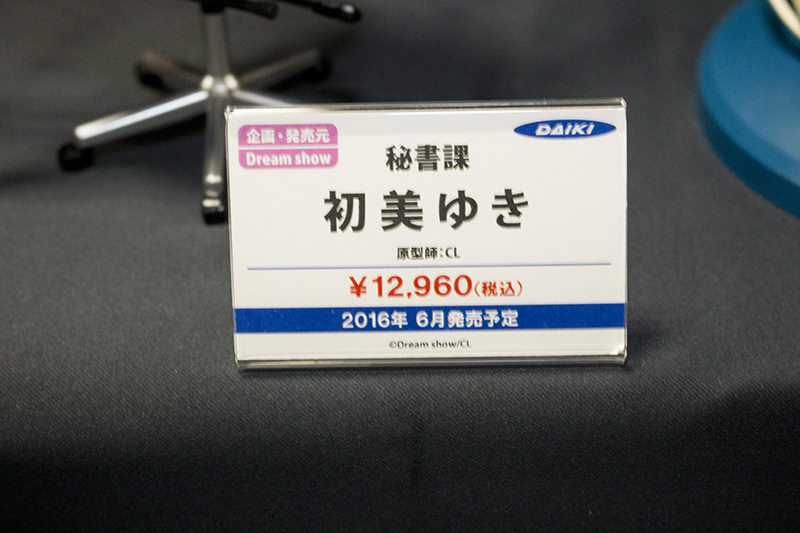 企画・発売元
Dream show
DAIKI
秘書課
初美ゆき
原型師:CL
¥12,960(税込)
2016年 6月発売予定
©Dream show/CL